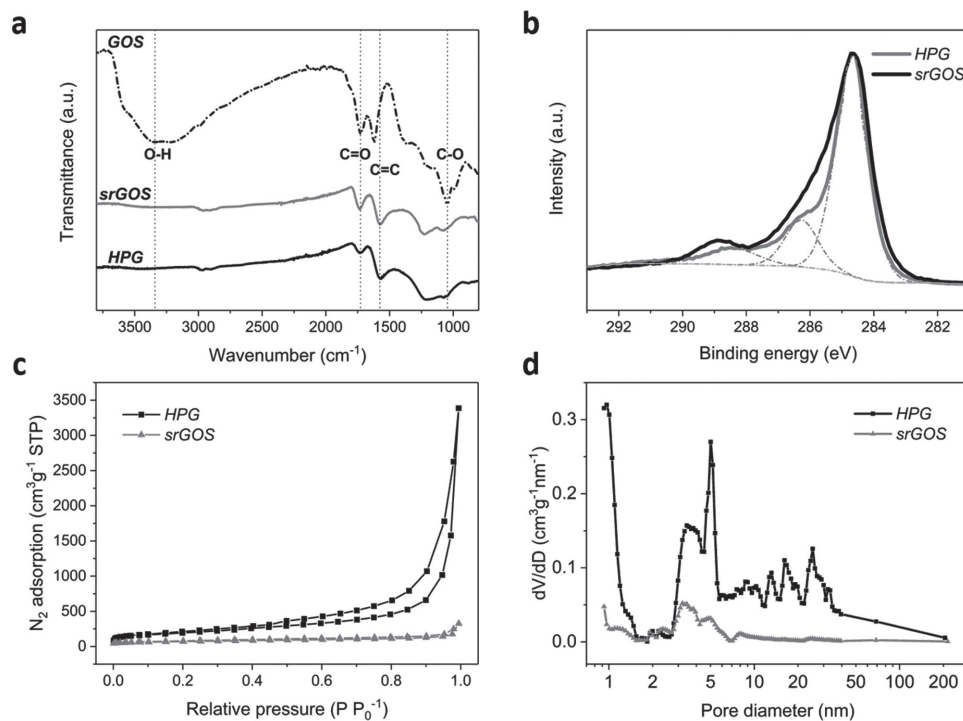 a
GOS
O-H
C=O
C=C
C-O
srGOS
HPG
Transmittance (a.u.)
3500 3000 2500 2000 1500 1000
Wavenumber (cm⁻¹)
b
HPG
srGOS
Intensity (a.u.)
292 290 288 286 284 282
Binding energy (eV)
c
HPG
srGOS
N₂ adsorption (cm³g⁻¹ STP)
3500
3000
2500
2000
1500
1000
500
0
0.0 0.2 0.4 0.6 0.8 1.0
Relative pressure (P P₀⁻¹)
d
HPG
srGOS
dV/dD (cm³g⁻¹nm⁻¹)
0.3
0.2
0.1
0.0
1 2 5 10 20 50 100 200
Pore diameter (nm)